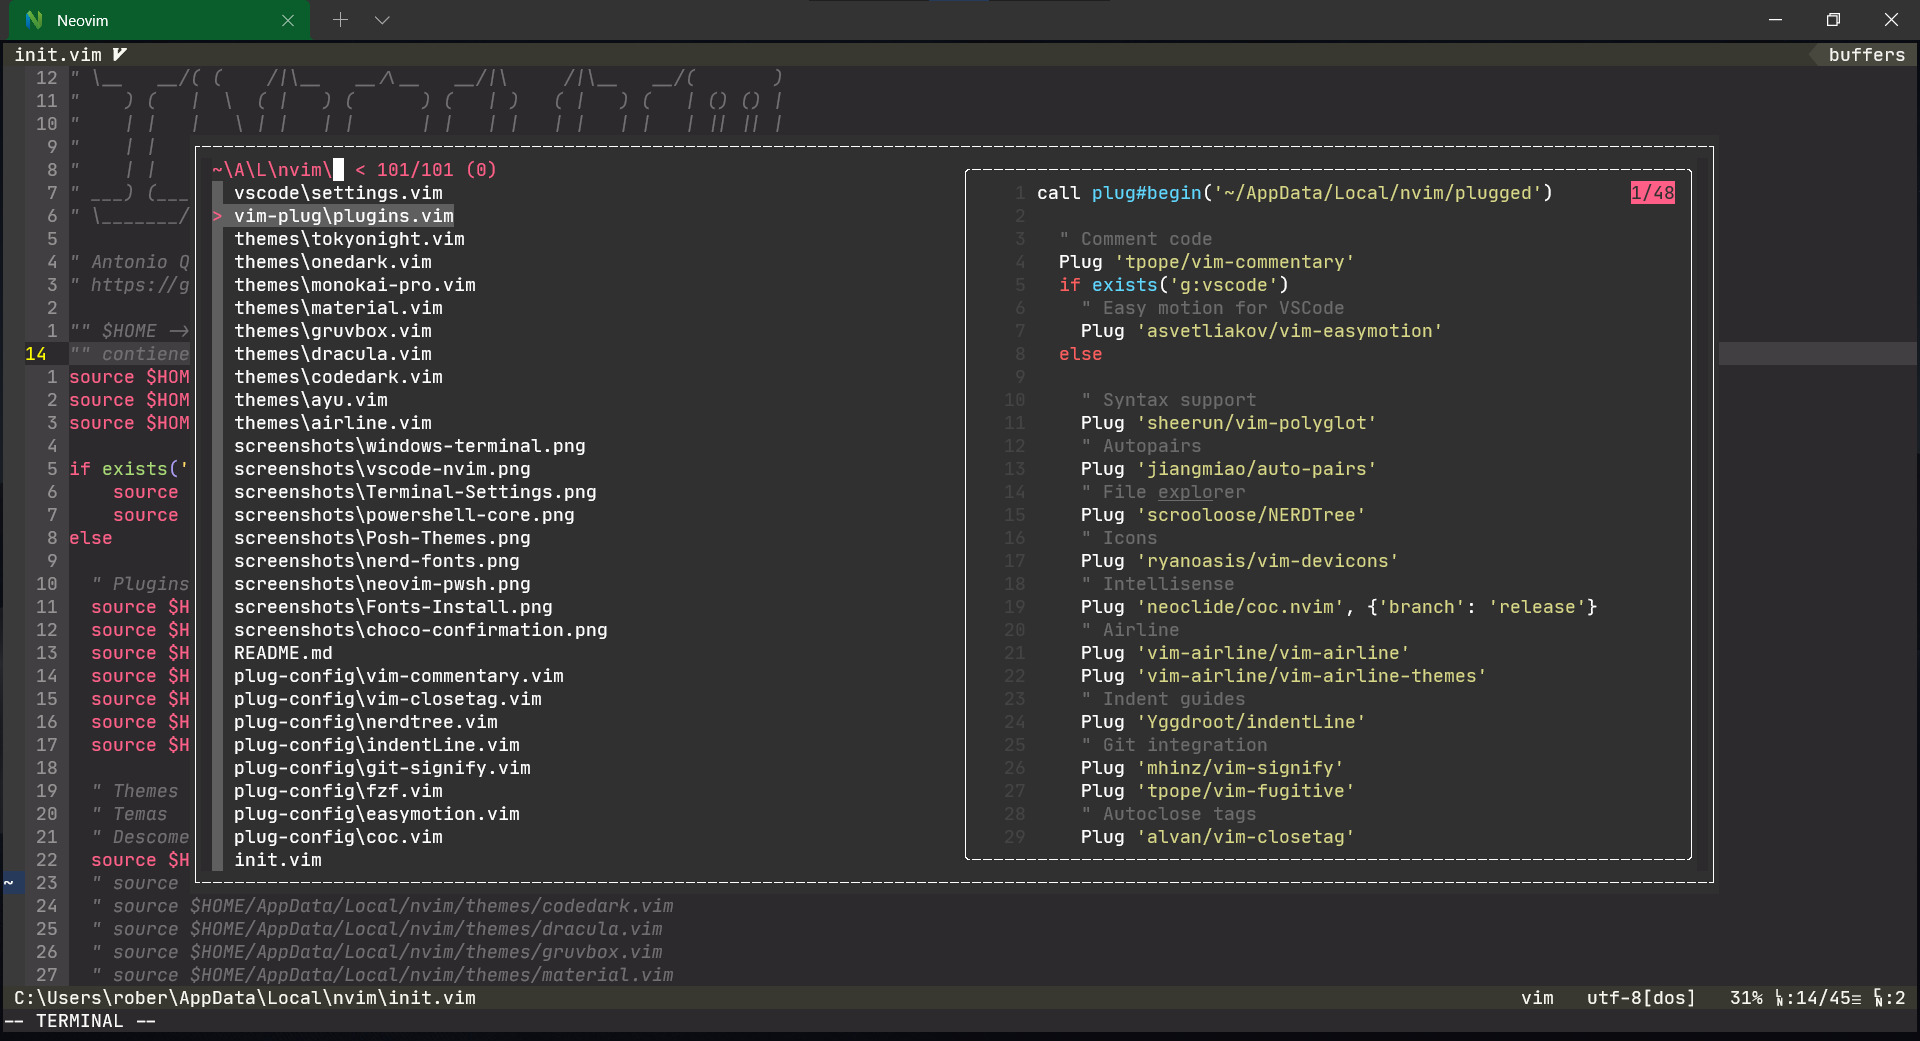 Neovim
init.vim
buffers
12 " \__   __/( (    /|\__   __/\__   __/|\     /|\__   __/(       )
11 "    ) (   |  \  ( |   ) (      ) (   | )   ( |   ) (   | () () |
10 "    | |   |   \ | |   | |      | |   | |   | |   | |   | || || |
9 "    | |
8 "    | |
7 " ___) (___
6 " \_______/
5
4 " Antonio Q
3 " https://g
2
1 "" $HOME ->
14 "" contiene
1 source $HOM
2 source $HOM
3 source $HOM
4
5 if exists('
6 source
7 source
8 else
9
10 " Plugins
11 source $H
12 source $H
13 source $H
14 source $H
15 source $H
16 source $H
17 source $H
18
19 " Themes
20 " Temas
21 " Descome
22 source $H
~ 23 " source
24 " source $HOME/AppData/Local/nvim/themes/codedark.vim
25 " source $HOME/AppData/Local/nvim/themes/dracula.vim
26 " source $HOME/AppData/Local/nvim/themes/gruvbox.vim
27 " source $HOME/AppData/Local/nvim/themes/material.vim
~\A\L\nvim\ < 101/101 (0)
vscode\settings.vim
> vim-plug\plugins.vim
themes\tokyonight.vim
themes\onedark.vim
themes\monokai-pro.vim
themes\material.vim
themes\gruvbox.vim
themes\dracula.vim
themes\codedark.vim
themes\ayu.vim
themes\airline.vim
screenshots\windows-terminal.png
screenshots\vscode-nvim.png
screenshots\Terminal-Settings.png
screenshots\powershell-core.png
screenshots\Posh-Themes.png
screenshots\nerd-fonts.png
screenshots\neovim-pwsh.png
screenshots\Fonts-Install.png
screenshots\choco-confirmation.png
README.md
plug-config\vim-commentary.vim
plug-config\vim-closetag.vim
plug-config\nerdtree.vim
plug-config\indentLine.vim
plug-config\git-signify.vim
plug-config\fzf.vim
plug-config\easymotion.vim
plug-config\coc.vim
init.vim
1 call plug#begin('~/AppData/Local/nvim/plugged') 1/48
2
3 " Comment code
4 Plug 'tpope/vim-commentary'
5 if exists('g:vscode')
6 " Easy motion for VSCode
7 Plug 'asvetliakov/vim-easymotion'
8 else
9
10 " Syntax support
11 Plug 'sheerun/vim-polyglot'
12 " Autopairs
13 Plug 'jiangmiao/auto-pairs'
14 " File explorer
15 Plug 'scrooloose/NERDTree'
16 " Icons
17 Plug 'ryanoasis/vim-devicons'
18 " Intellisense
19 Plug 'neoclide/coc.nvim', {'branch': 'release'}
20 " Airline
21 Plug 'vim-airline/vim-airline'
22 Plug 'vim-airline/vim-airline-themes'
23 " Indent guides
24 Plug 'Yggdroot/indentLine'
25 " Git integration
26 Plug 'mhinz/vim-signify'
27 Plug 'tpope/vim-fugitive'
28 " Autoclose tags
29 Plug 'alvan/vim-closetag'
C:\Users\rober\AppData\Local\nvim\init.vim
vim utf-8[dos] 31% :14/45≡ :2
-- TERMINAL --